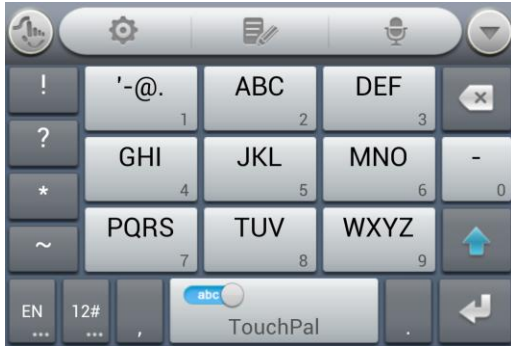 ! '-@. 1 ABC 2 DEF 3
?
GHI 4 JKL 5 MNO 6 - 0
*
~ PQRS 7 TUV 8 WXYZ 9
abc
EN ... 12# ... , TouchPal .